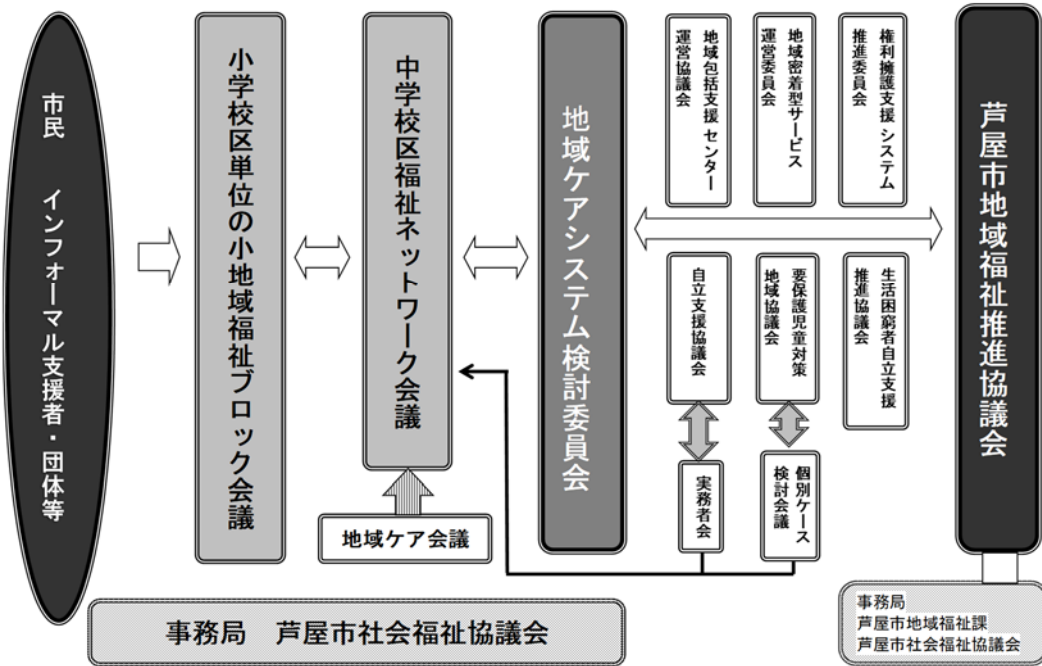 市民　インフォーマル支援者・団体等
小学校区単位の小地域福祉ブロック会議
中学校区福祉ネットワーク会議
地域ケア会議
地域ケアシステム検討委員会
地域包括支援センター
運営協議会
地域密着型サービス
運営委員会
権利擁護支援システム
推進委員会
自立支援協議会
要保護児童対策
地域協議会
生活困窮者自立支援
推進協議会
実務者会
個別ケース
検討会議
芦屋市地域福祉推進協議会
事務局　芦屋市社会福祉協議会
事務局
芦屋市地域福祉課
芦屋市社会福祉協議会